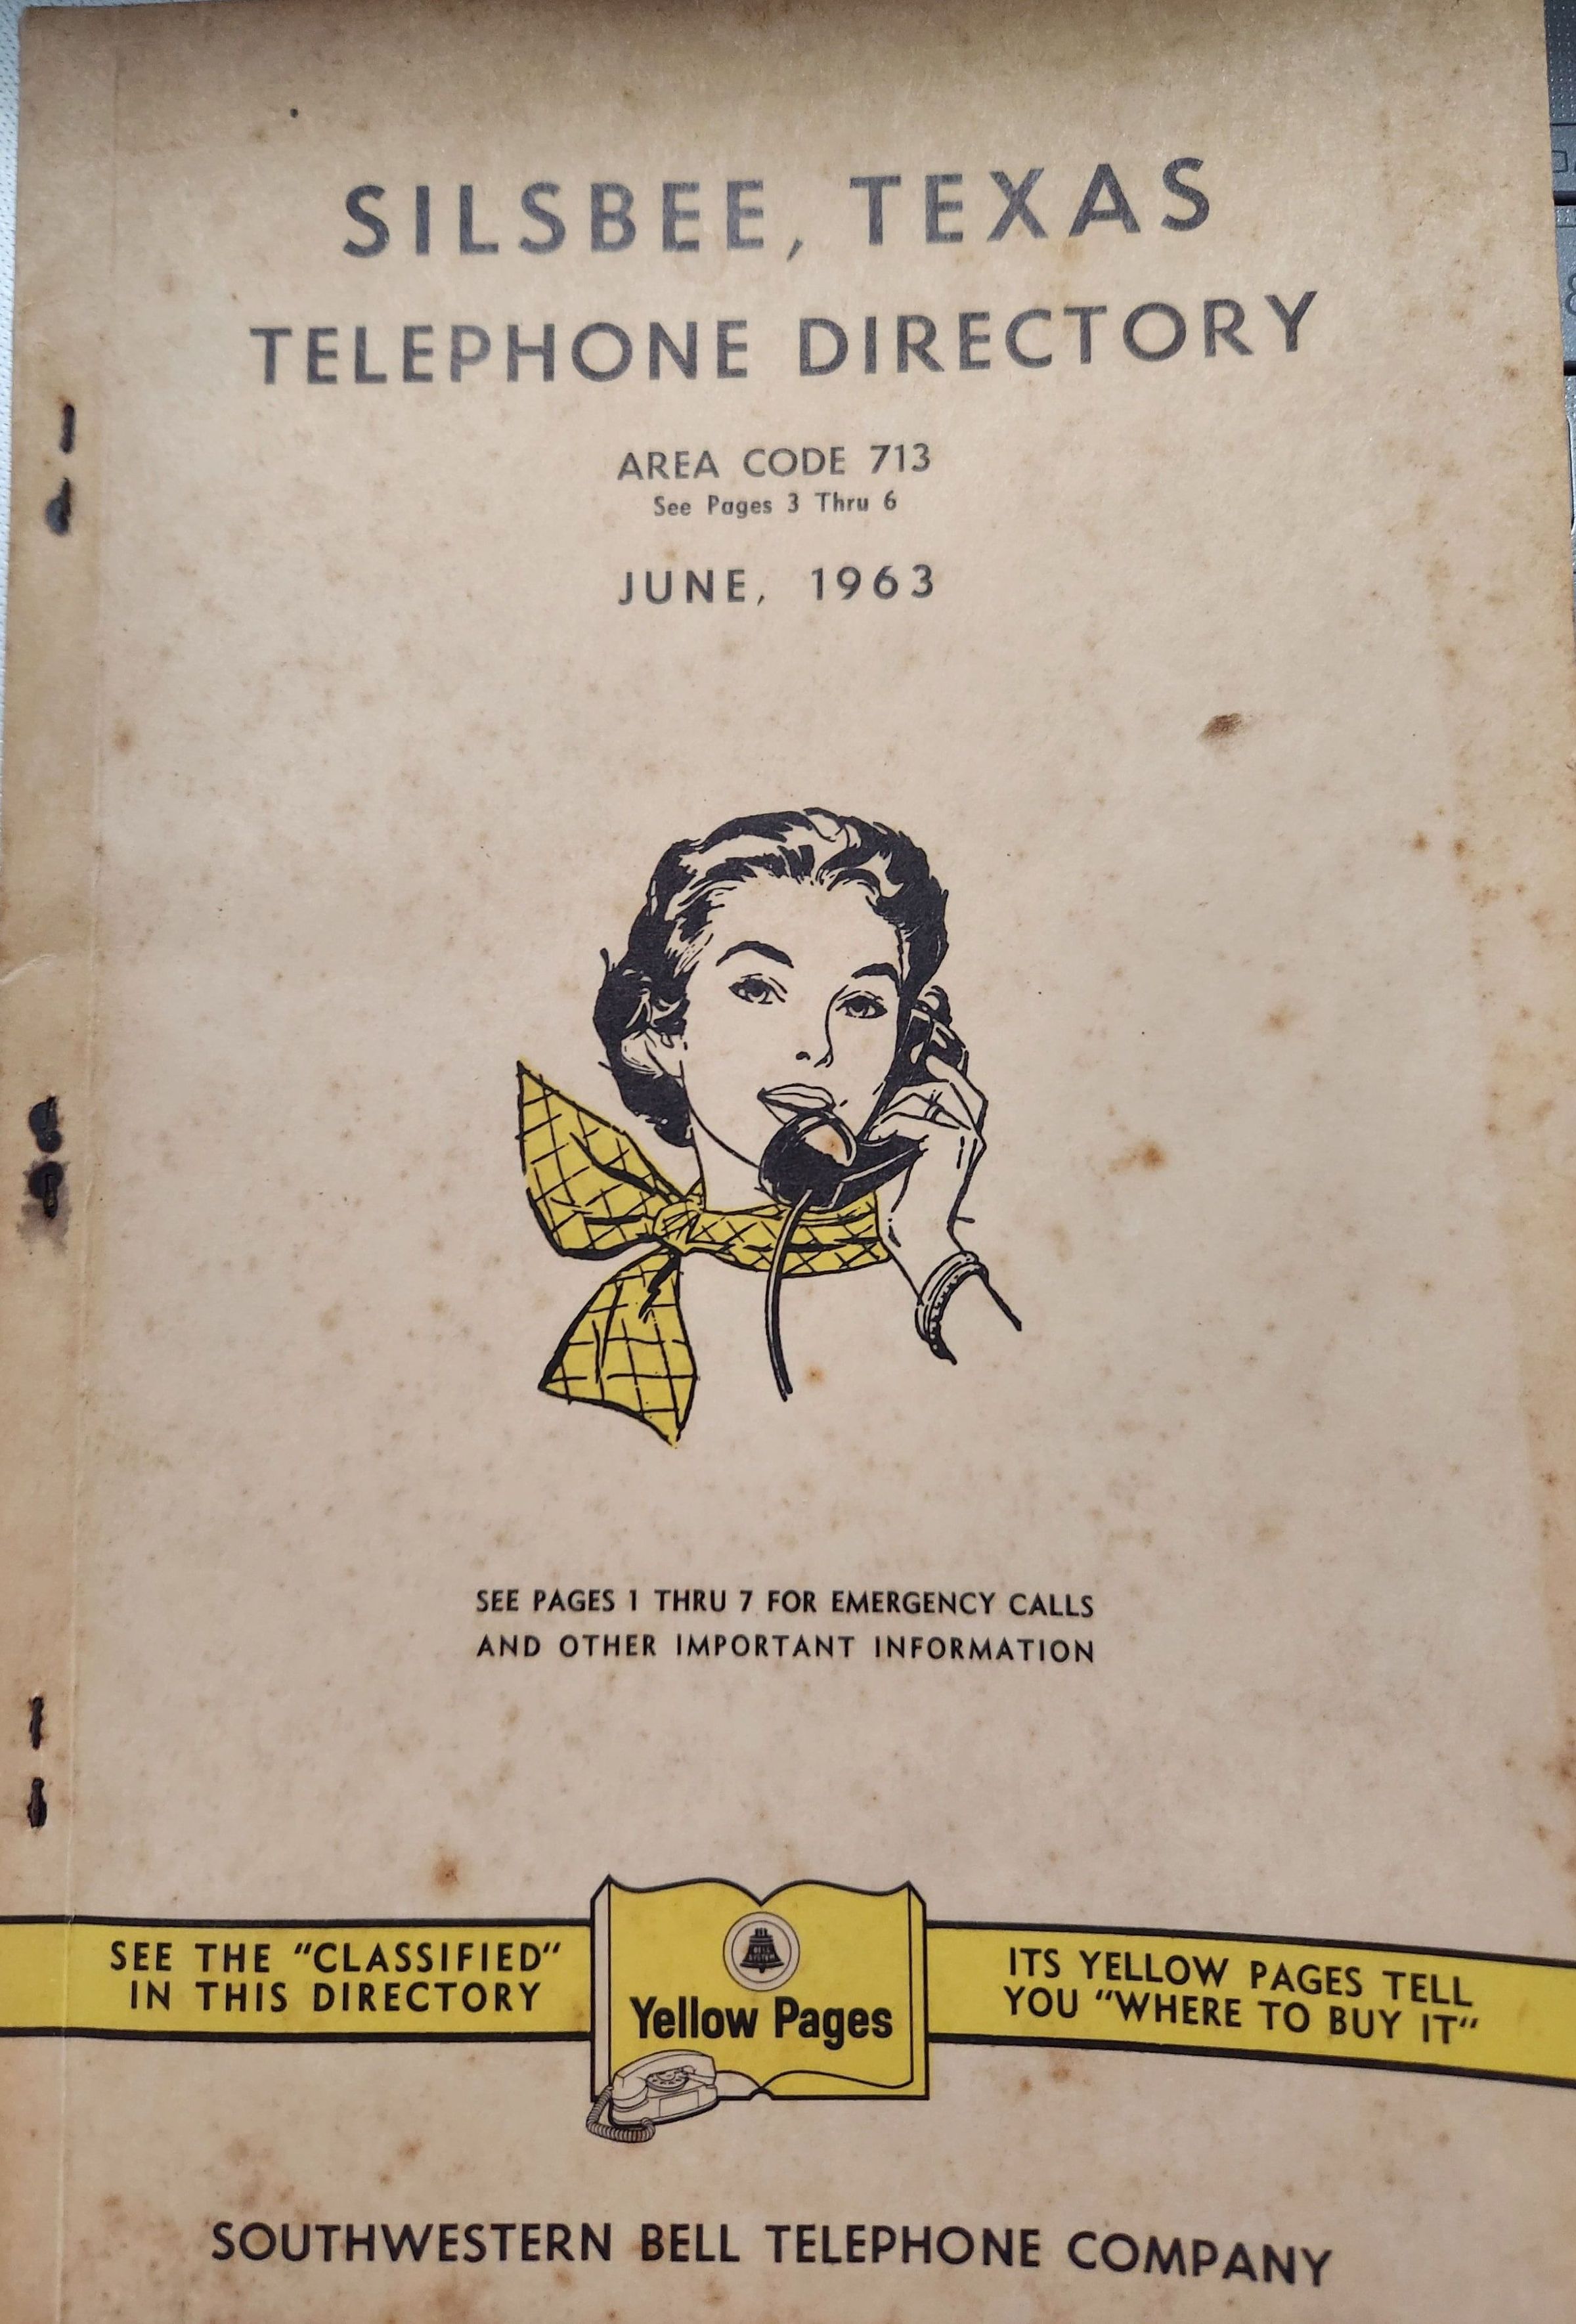 SILSBEE, TEXAS
TELEPHONE DIRECTORY
AREA CODE 713
See Pages 3 Thru 6
JUNE, 1963
SEE PAGES 1 THRU 7 FOR EMERGENCY CALLS
AND OTHER IMPORTANT INFORMATION
SEE THE "CLASSIFIED"
IN THIS DIRECTORY
Yellow Pages
ITS YELLOW PAGES TELL
YOU "WHERE TO BUY IT"
SOUTHWESTERN BELL TELEPHONE COMPANY